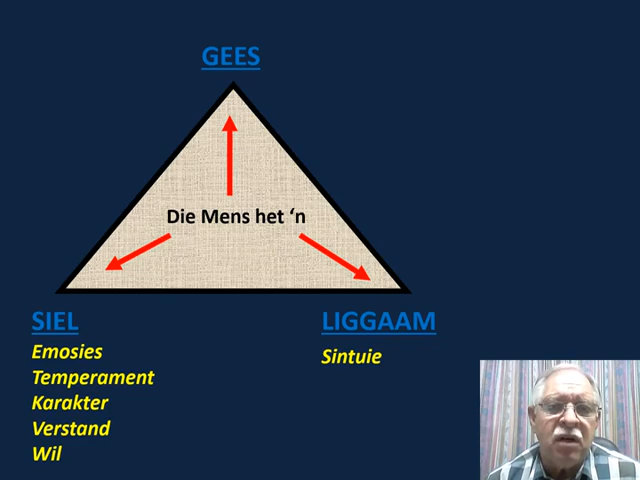 GEES
Die Mens het ‘n
SIEL
Emosies
Temperament
Karakter
Verstand
Wil
LIGGAAM
Sintuie